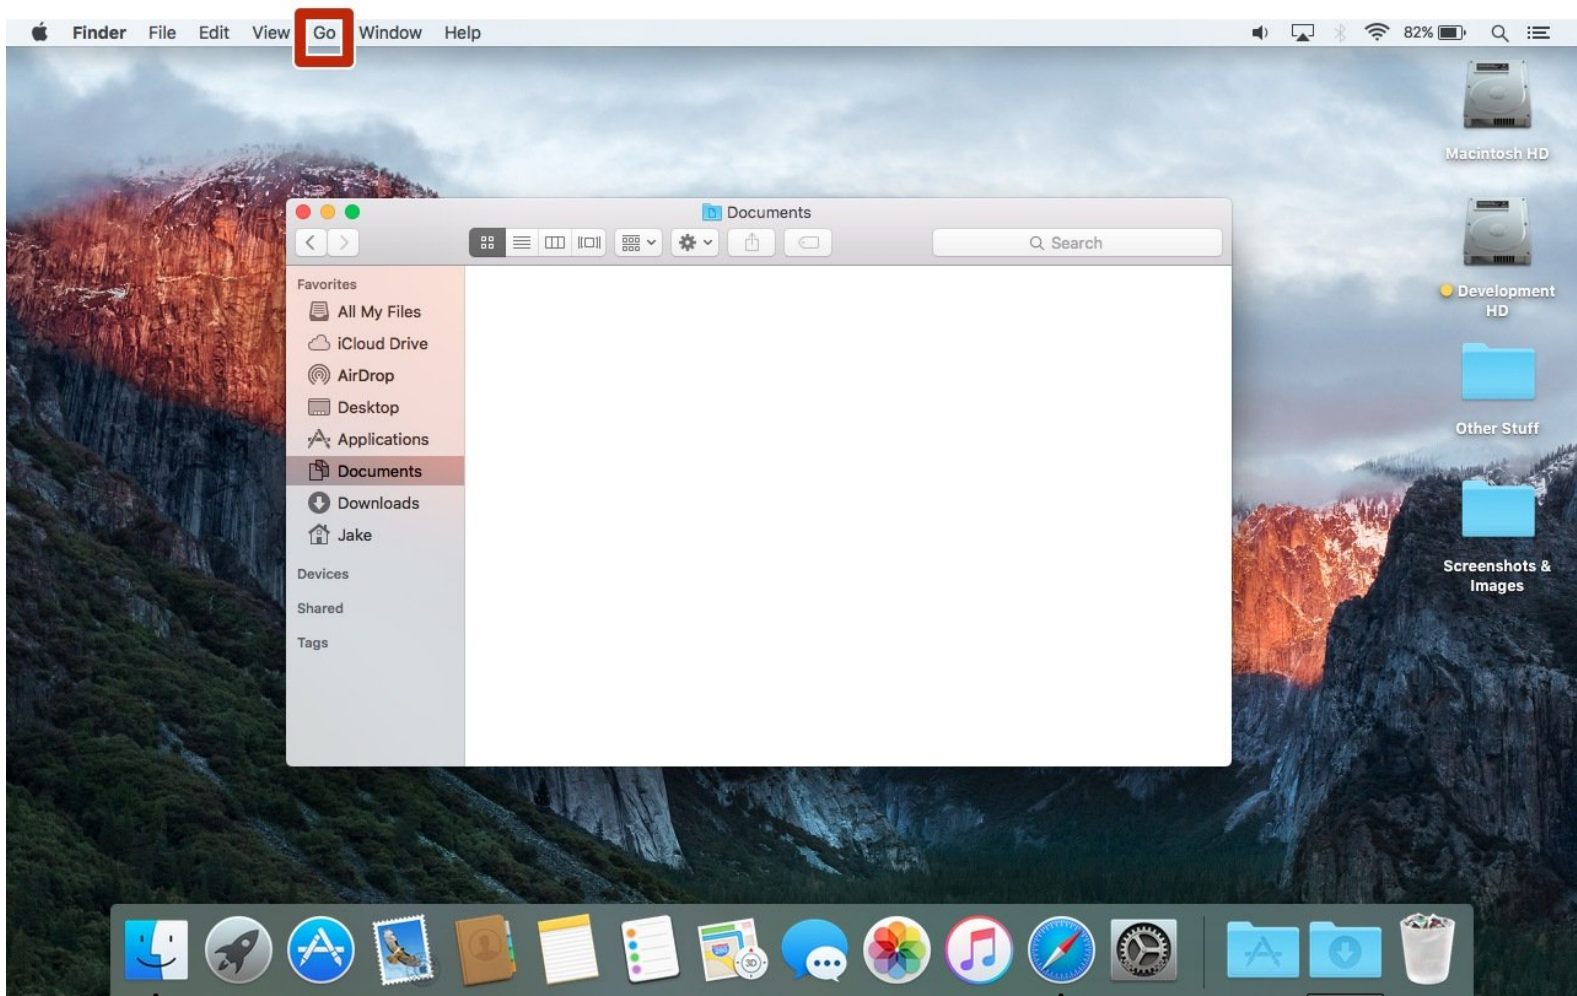 Finder File Edit View Go Window Help 82%
Macintosh HD
Documents
Search
Favorites
All My Files
iCloud Drive
AirDrop
Desktop
Applications
Documents
Downloads
Jake
Devices
Shared
Tags
Development
HD
Other Stuff
Screenshots &
Images
3D